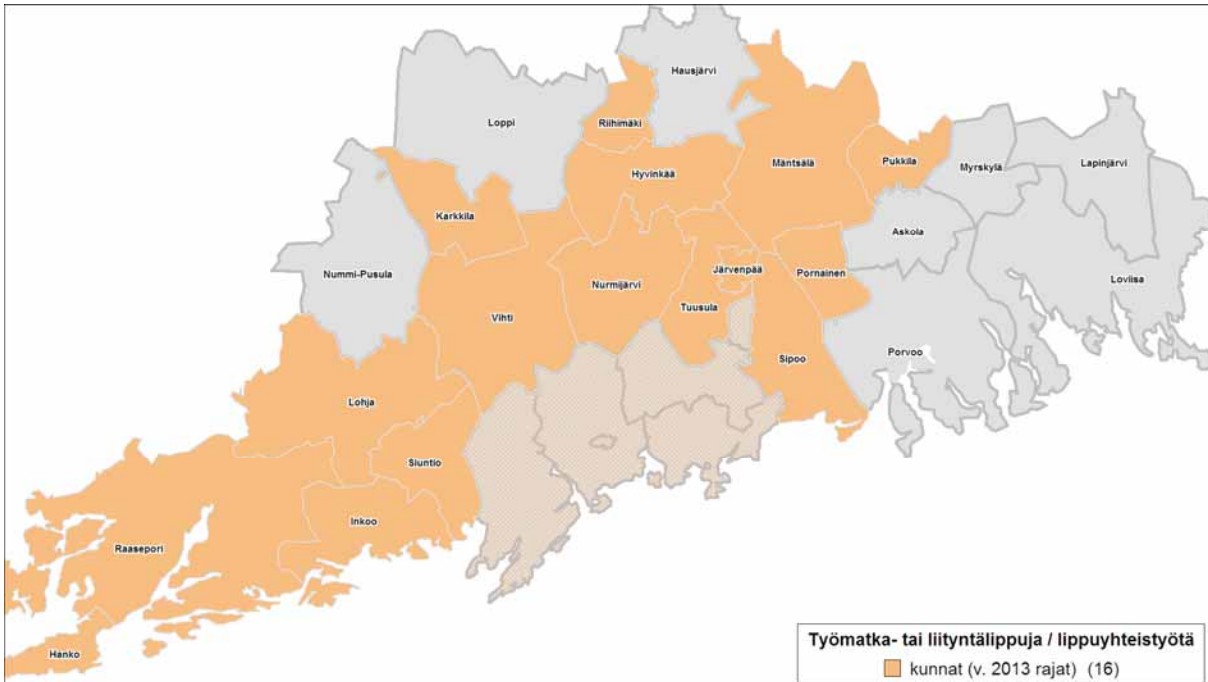 Hausjärvi
Loppi
Riihimäki
Mäntsälä
Pukkila
Myrskylä
Lapinjärvi
Hyvinkää
Karkkila
Askola
Nummi-Pusula
Nurmijärvi
Järvenpää
Pornainen
Loviisa
Vihti
Tuusula
Sipoo
Porvoo
Lohja
Siuntio
Inkoo
Raasepori
Hanko
Työmatka- tai liityntälippuja / lippuyhteistyötä
kunnat (v. 2013 rajat) (16)